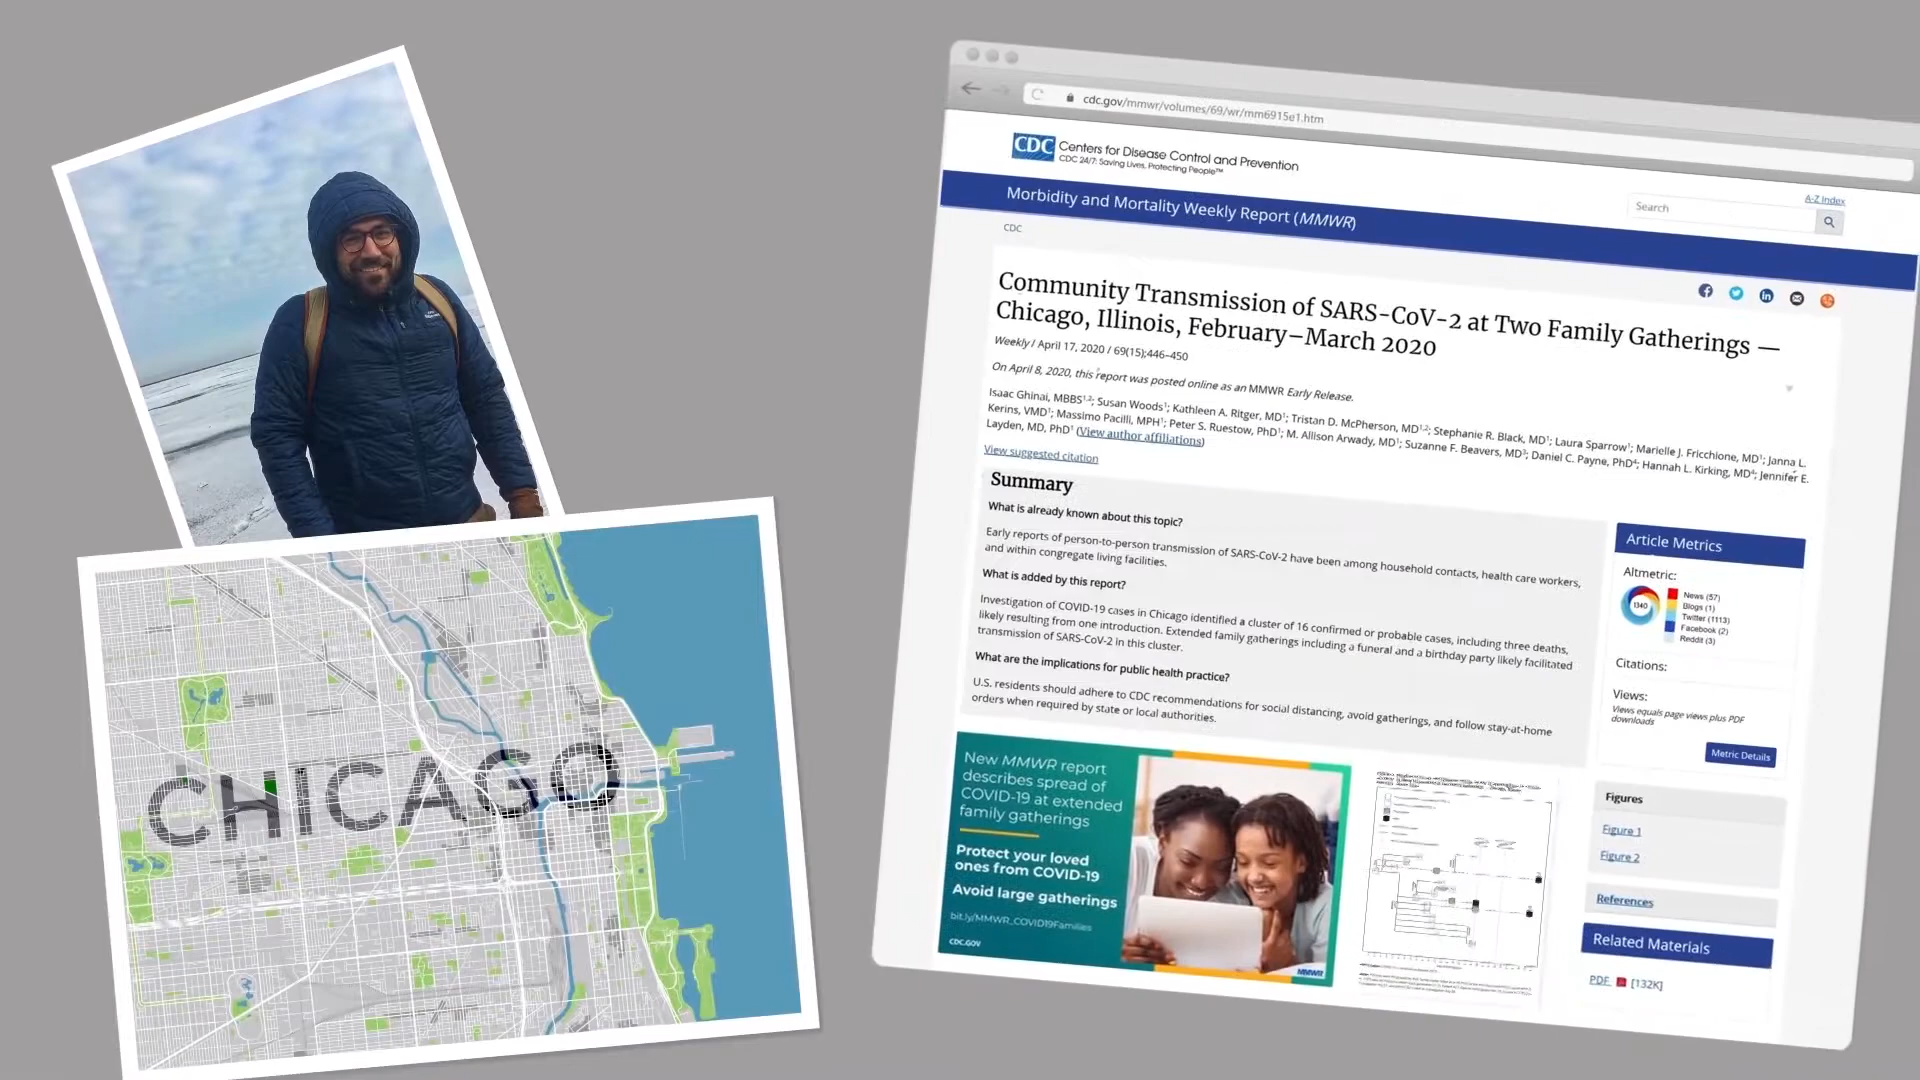 CHICAGO
cdc.gov/mmwr/volumes/69/wr/mm6915e1.htm
CDC Centers for Disease Control and Prevention
CDC 24/7: Saving Lives, Protecting People™
A-Z Index
Search
Morbidity and Mortality Weekly Report (MMWR)
CDC
Community Transmission of SARS-CoV-2 at Two Family Gatherings —
Chicago, Illinois, February–March 2020
Weekly / April 17, 2020 / 69(15);446–450
On April 8, 2020, this report was posted online as an MMWR Early Release.
Isaac Ghinai, MBBS1,2; Susan Woods1; Kathleen A. Ritger, MD1; Tristan D. McPherson, MD1,2; Stephanie R. Black, MD1; Laura Sparrow1; Marielle J. Fricchione, MD1; Janna L.
Kerins, VMD1; Massimo Pacilli, MPH1; Peter S. Ruestow, PhD1; M. Allison Arwady, MD1; Suzanne F. Beavers, MD3; Daniel C. Payne, PhD4; Hannah L. Kirking, MD4; Jennifer E.
Layden, MD, PhD1 (View author affiliations)
View suggested citation
Summary
What is already known about this topic?
Early reports of person-to-person transmission of SARS-CoV-2 have been among household contacts, health care workers,
and within congregate living facilities.
What is added by this report?
Investigation of COVID-19 cases in Chicago identified a cluster of 16 confirmed or probable cases, including three deaths,
likely resulting from one introduction. Extended family gatherings including a funeral and a birthday party likely facilitated
transmission of SARS-CoV-2 in this cluster.
What are the implications for public health practice?
U.S. residents should adhere to CDC recommendations for social distancing, avoid gatherings, and follow stay-at-home
orders when required by state or local authorities.
Article Metrics
Altmetric:
1340
News (57)
Blogs (1)
Twitter (1113)
Facebook (2)
Reddit (3)
Citations:
Views:
Views equals page views plus PDF
downloads
Metric Details
Figures
Figure 1
Figure 2
References
Related Materials
PDF [132K]
New MMWR report
describes spread of
COVID-19 at extended
family gatherings
Protect your loved
ones from COVID-19
Avoid large gatherings
bit.ly/MMWR_COVID19Families
CDC.GOV
MMWR